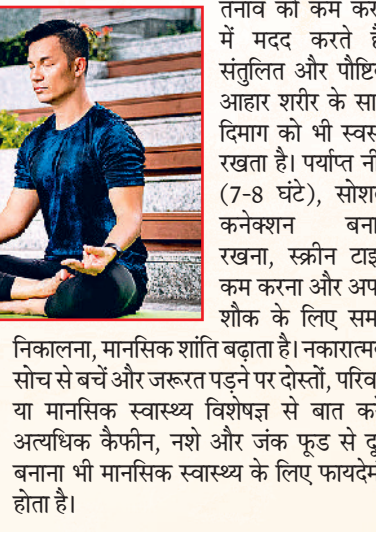 तनाव को कम कर
में मदद करते है
संतुलित और पौष्टि
आहार शरीर के सा
दिमाग को भी स्वस
रखता है। पर्याप्त नी
(7-8 घंटे), सोश
कनेक्शन बना
रखना, स्क्रीन टाइ
कम करना और अप
शौक के लिए सम
निकालना, मानसिक शांति बढ़ाता है। नकारात्म
सोच से बचें और जरूरत पड़ने पर दोस्तों, परिव
या मानसिक स्वास्थ्य विशेषज्ञ से बात क
अत्यधिक कैफीन, नशे और जंक फूड से दू
बनाना भी मानसिक स्वास्थ्य के लिए फायदेम
होता है।